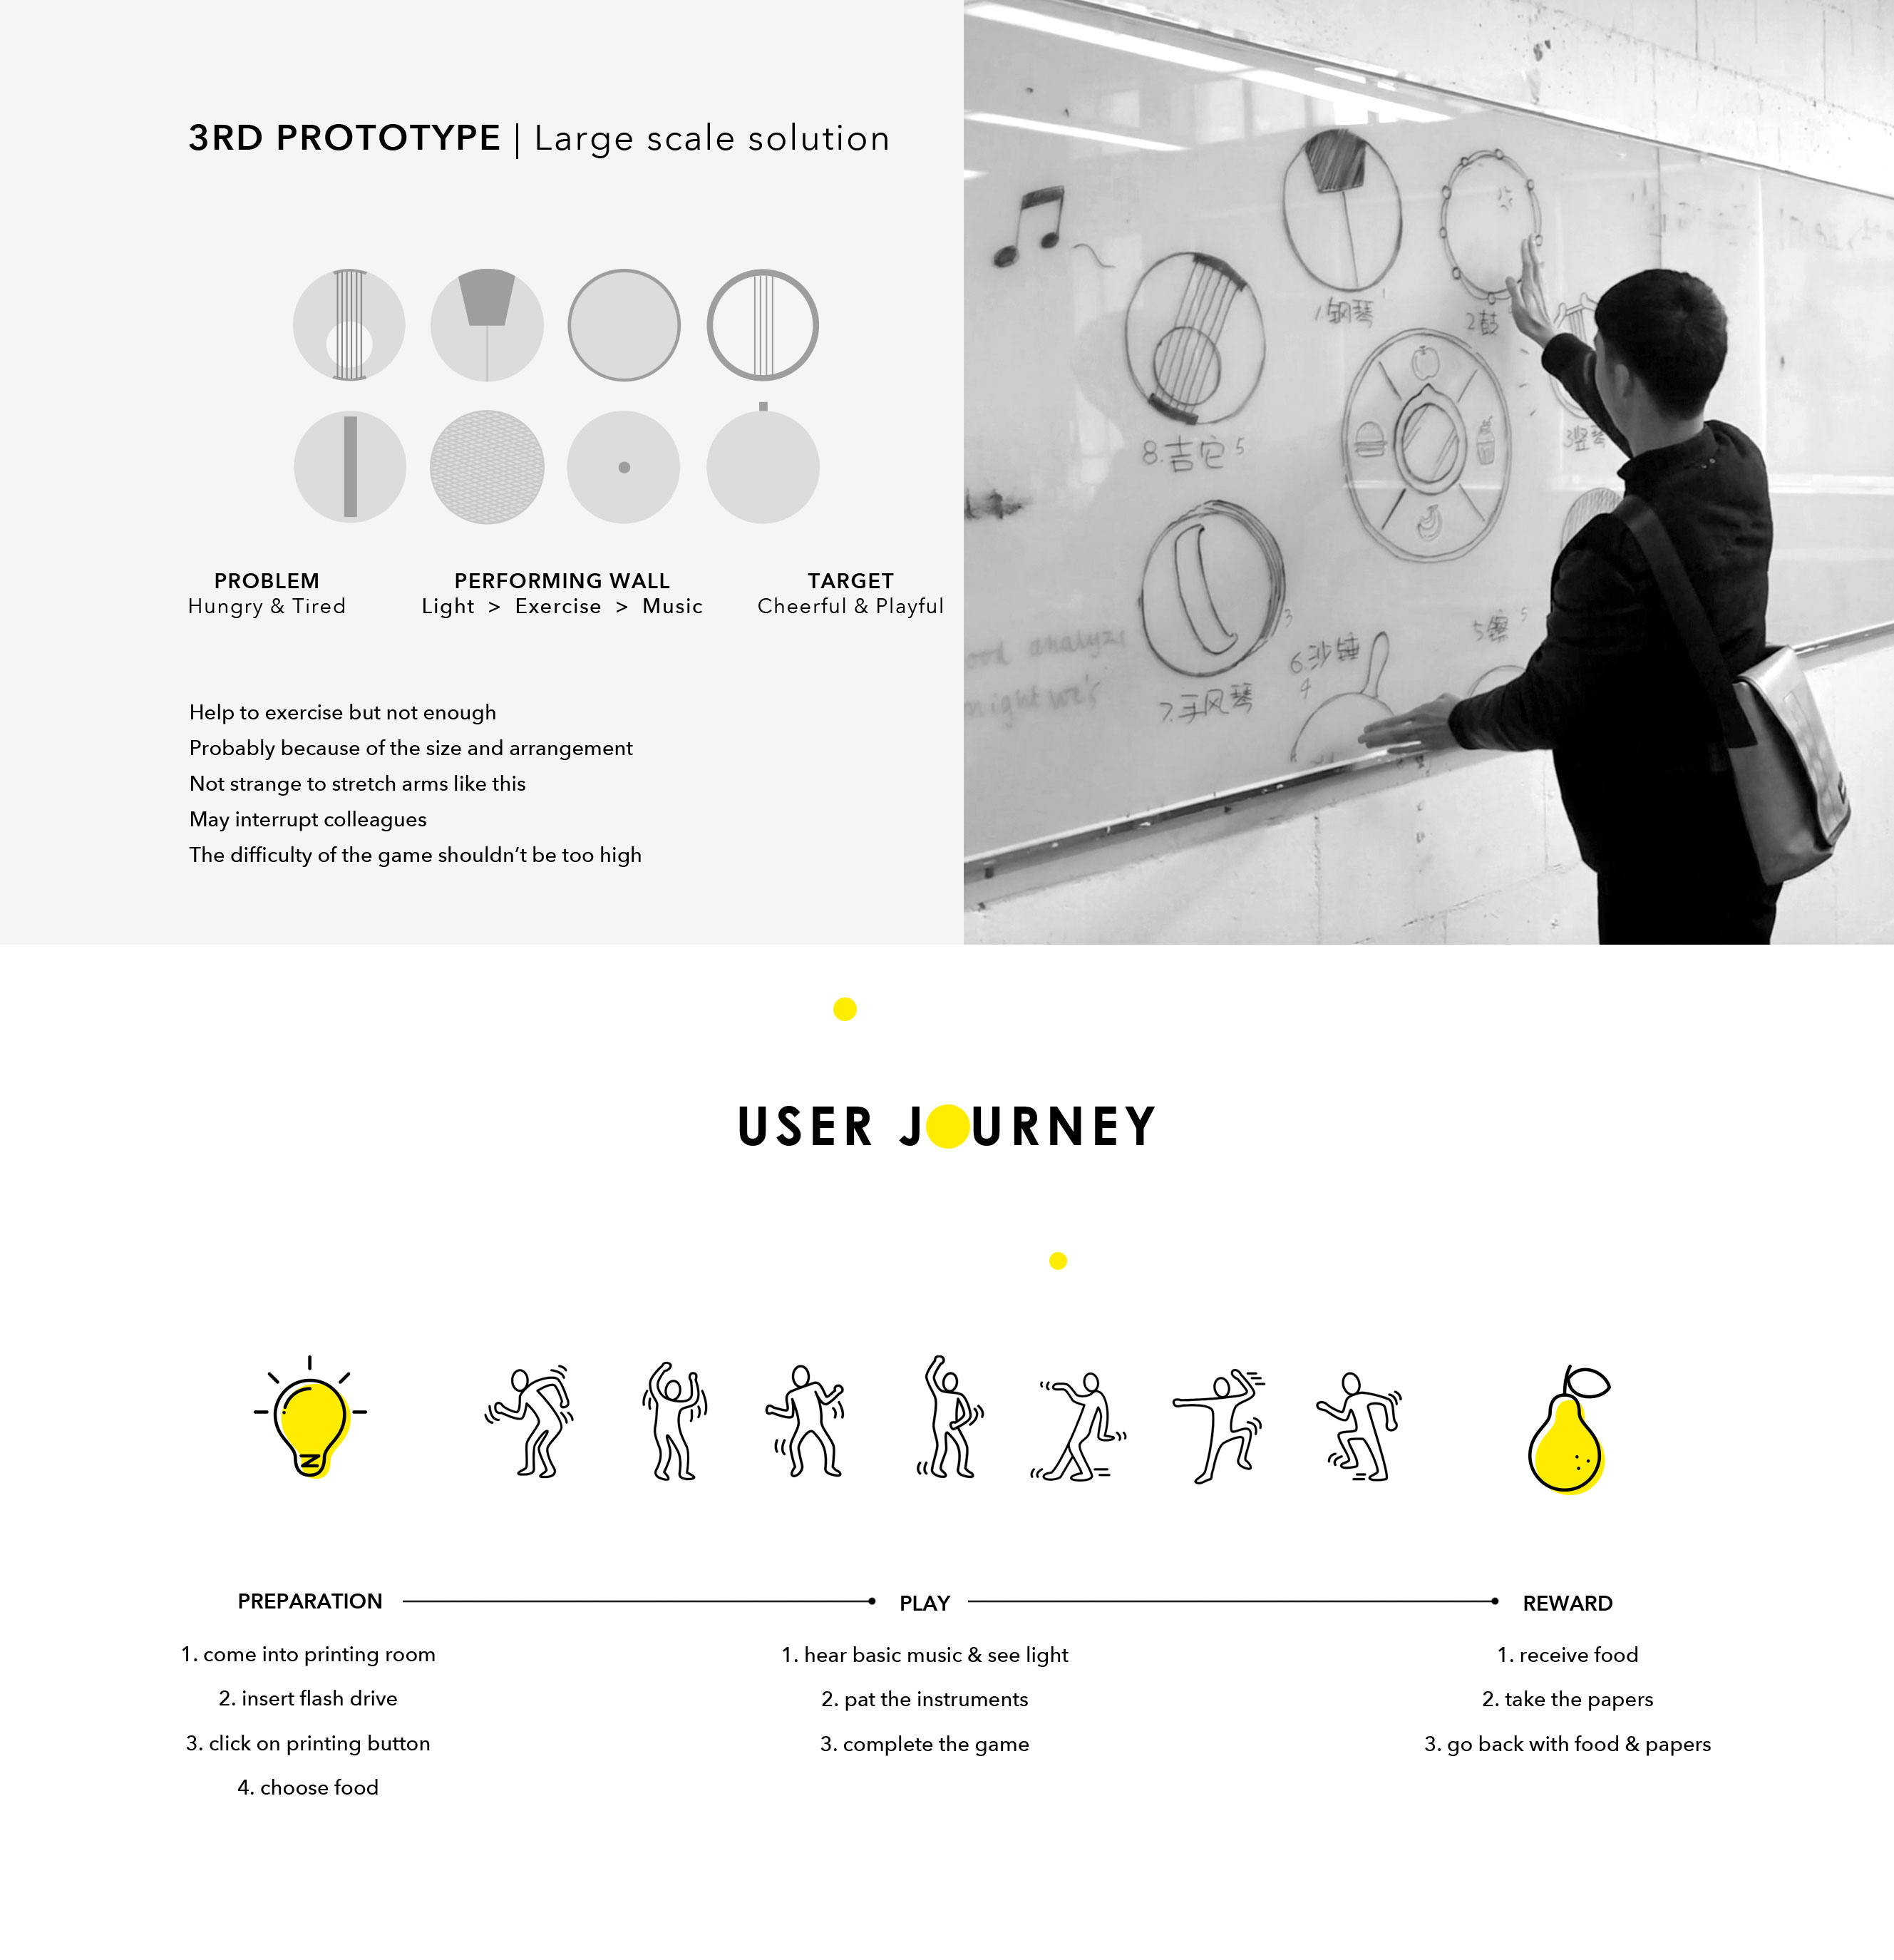 3RD PROTOTYPE | Large scale solution
PROBLEM
Hungry & Tired
PERFORMING WALL
Light > Exercise > Music
TARGET
Cheerful & Playful
Help to exercise but not enough
Probably because of the size and arrangement
Not strange to stretch arms like this
May interrupt colleagues
The difficulty of the game shouldn’t be too high
1钢琴
2鼓
3竖琴
8.吉它 5
5镲 5
6.沙锤
4
7.手风琴
3
analyze
might we's
USER JOURNEY
PREPARATION
1. come into printing room
2. insert flash drive
3. click on printing button
4. choose food
PLAY
1. hear basic music & see light
2. pat the instruments
3. complete the game
REWARD
1. receive food
2. take the papers
3. go back with food & papers